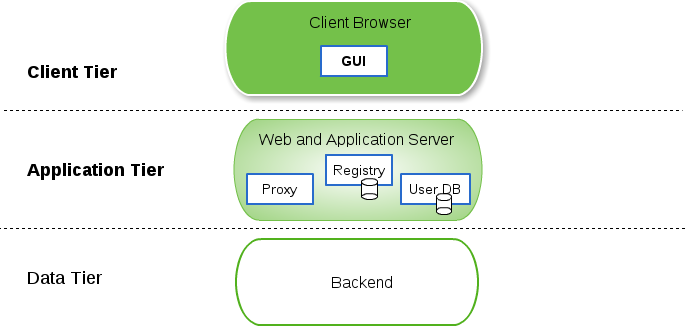 Client Browser
GUI
Client Tier
Web and Application Server
Registry
Application Tier
Proxy
User DB
Data Tier
Backend